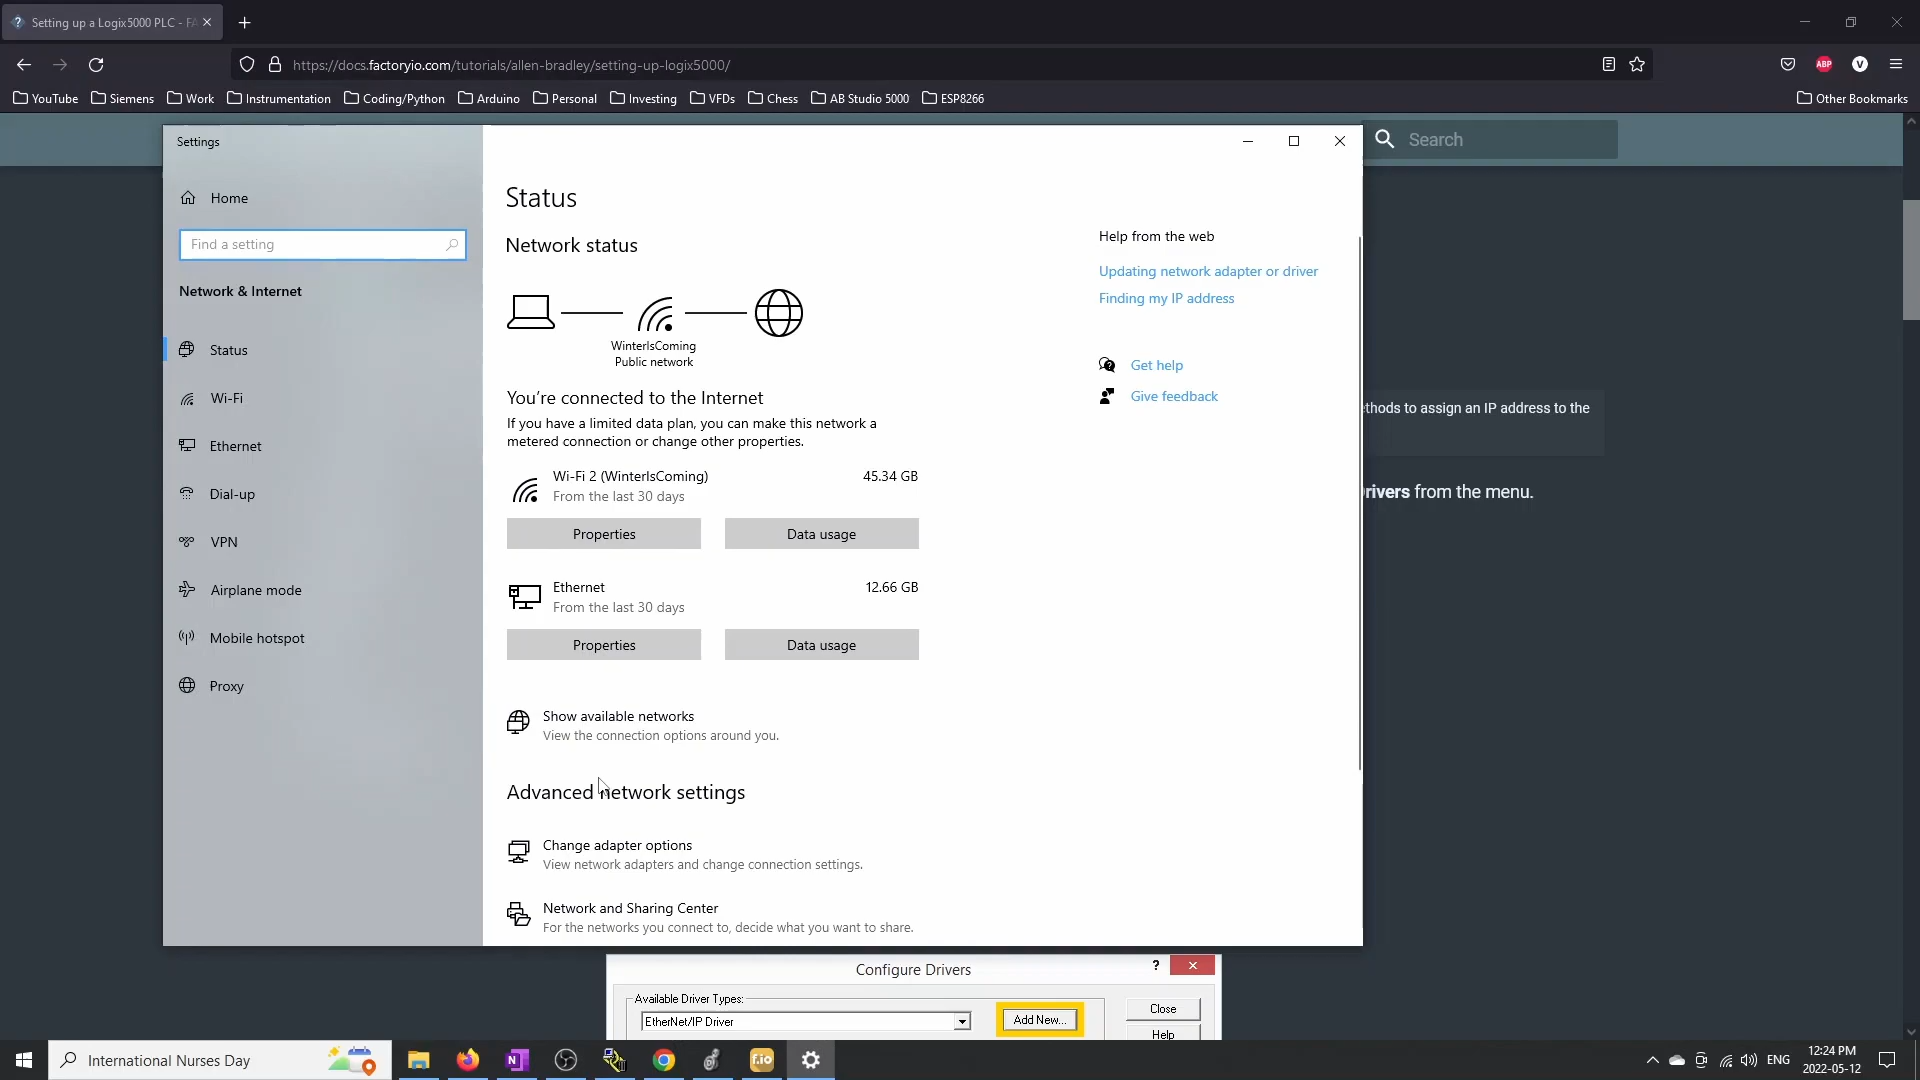 Setting up a Logix5000 PLC - FA
https://docs.factoryio.com/tutorials/allen-bradley/setting-up-logix5000/
ABP
V
YouTube
Siemens
Work
Instrumentation
Coding/Python
Arduino
Personal
Investing
VFDs
Chess
AB Studio 5000
ESP8266
Other Bookmarks
Search
Settings
Home
Find a setting
Network & Internet
Status
Wi-Fi
Ethernet
Dial-up
VPN
Airplane mode
Mobile hotspot
Proxy
Status
Network status
WinterIsComing
Public network
You're connected to the Internet
If you have a limited data plan, you can make this network a
metered connection or change other properties.
Wi-Fi 2 (WinterIsComing)
45.34 GB
From the last 30 days
Properties
Data usage
Ethernet
12.66 GB
From the last 30 days
Properties
Data usage
Show available networks
View the connection options around you.
Advanced network settings
Change adapter options
View network adapters and change connection settings.
Network and Sharing Center
For the networks you connect to, decide what you want to share.
Help from the web
Updating network adapter or driver
Finding my IP address
Get help
Give feedback
thods to assign an IP address to the
rivers from the menu.
Configure Drivers
?
Available Driver Types:
EtherNet/IP Driver
Add New...
Close
Help
International Nurses Day
f.io
ENG
12:24 PM
2022-05-12